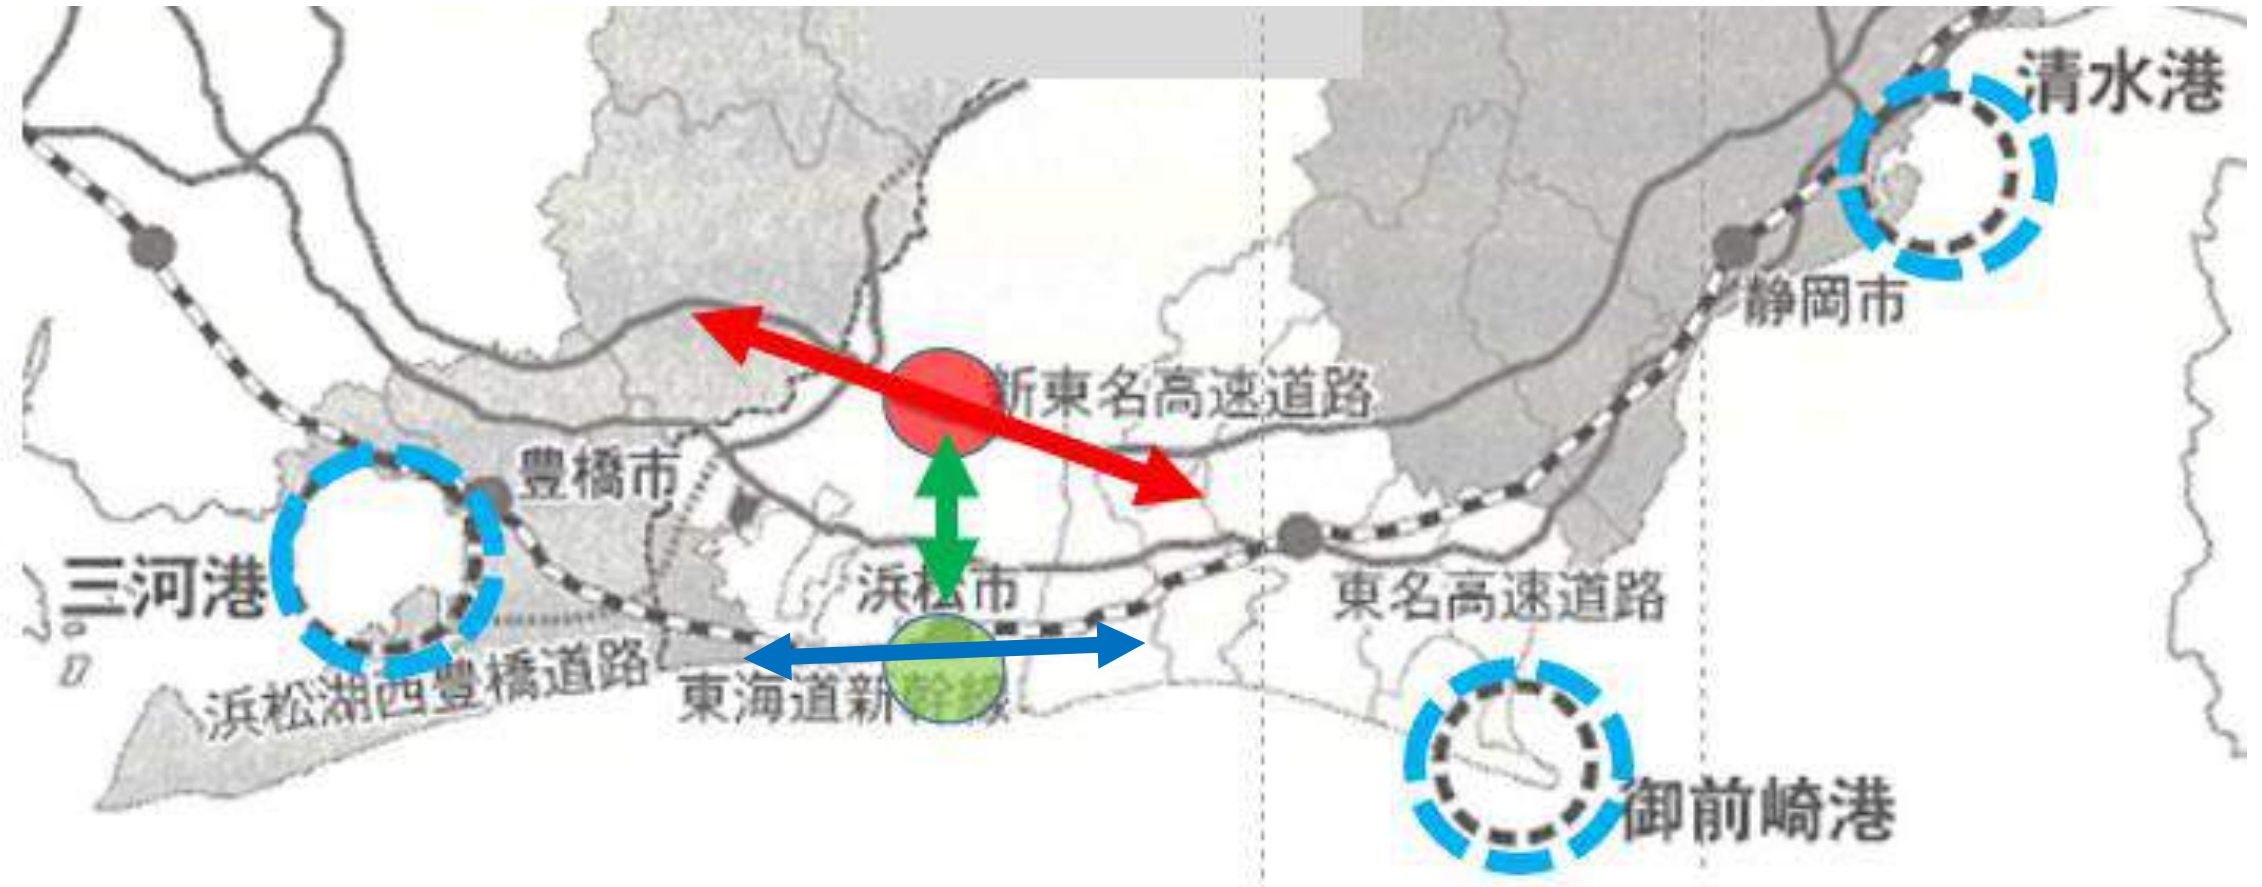 清水港
静岡市
新東名高速道路
豊橋市
三河港
浜松市
東名高速道路
浜松湖西豊橋道路
東海道新幹線
御前崎港